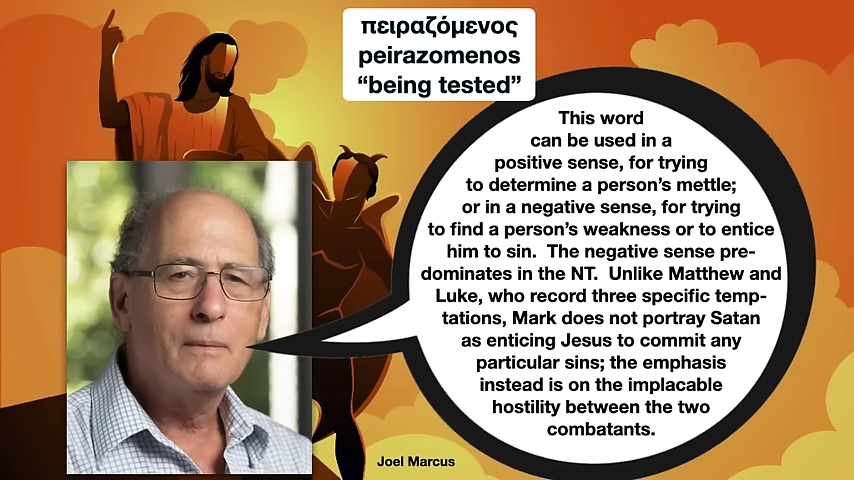 πειραζόμενος
peirazomenos
“being tested”
This word
can be used in a
positive sense, for trying
to determine a person’s mettle;
or in a negative sense, for trying
to find a person’s weakness or to entice
him to sin.  The negative sense pre-
dominates in the NT.  Unlike Matthew and
Luke, who record three specific temp-
tations, Mark does not portray Satan
as enticing Jesus to commit any
particular sins; the emphasis
instead is on the implacable
hostility between the two
combatants.
Joel Marcus